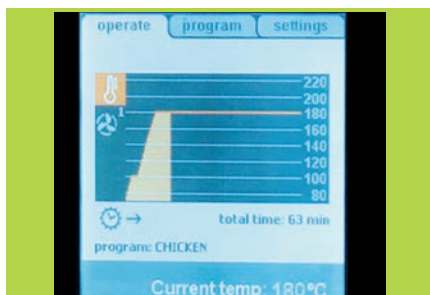 operate program settings
220
200
1 180
160
140
120
100
80
total time: 63 min
program: CHICKEN
Current temp: 180°C